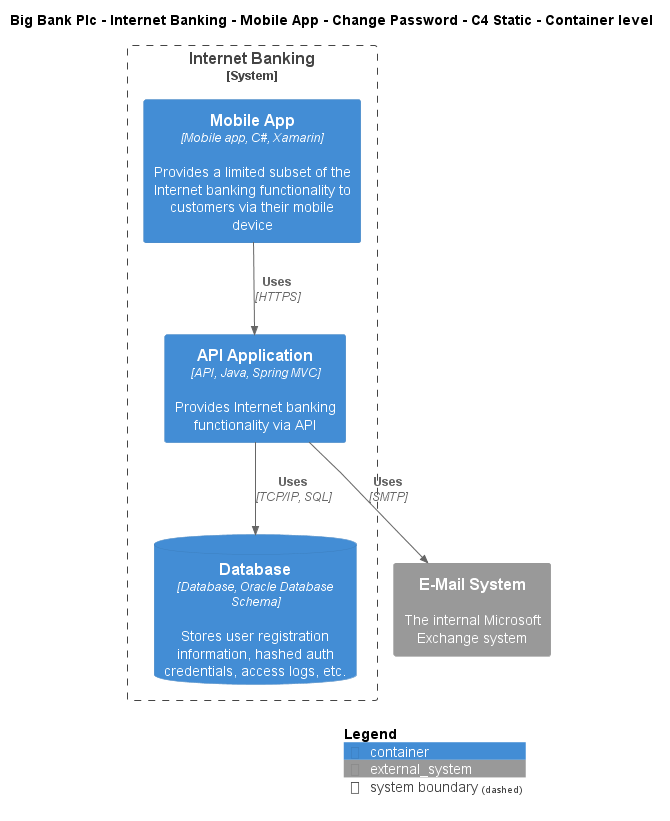 Big Bank Plc - Internet Banking - Mobile App - Change Password - C4 Static - Container level
Internet Banking
[System]
Mobile App
[Mobile app, C#, Xamarin]
Provides a limited subset of the
Internet banking functionality to
customers via their mobile
device
Uses
[HTTPS]
API Application
[API, Java, Spring MVC]
Provides Internet banking
functionality via API
Uses
[TCP/IP, SQL]
Uses
[SMTP]
Database
[Database, Oracle Database
Schema]
Stores user registration
information, hashed auth
credentials, access logs, etc.
E-Mail System
The internal Microsoft
Exchange system
Legend
container
external_system
system boundary (dashed)